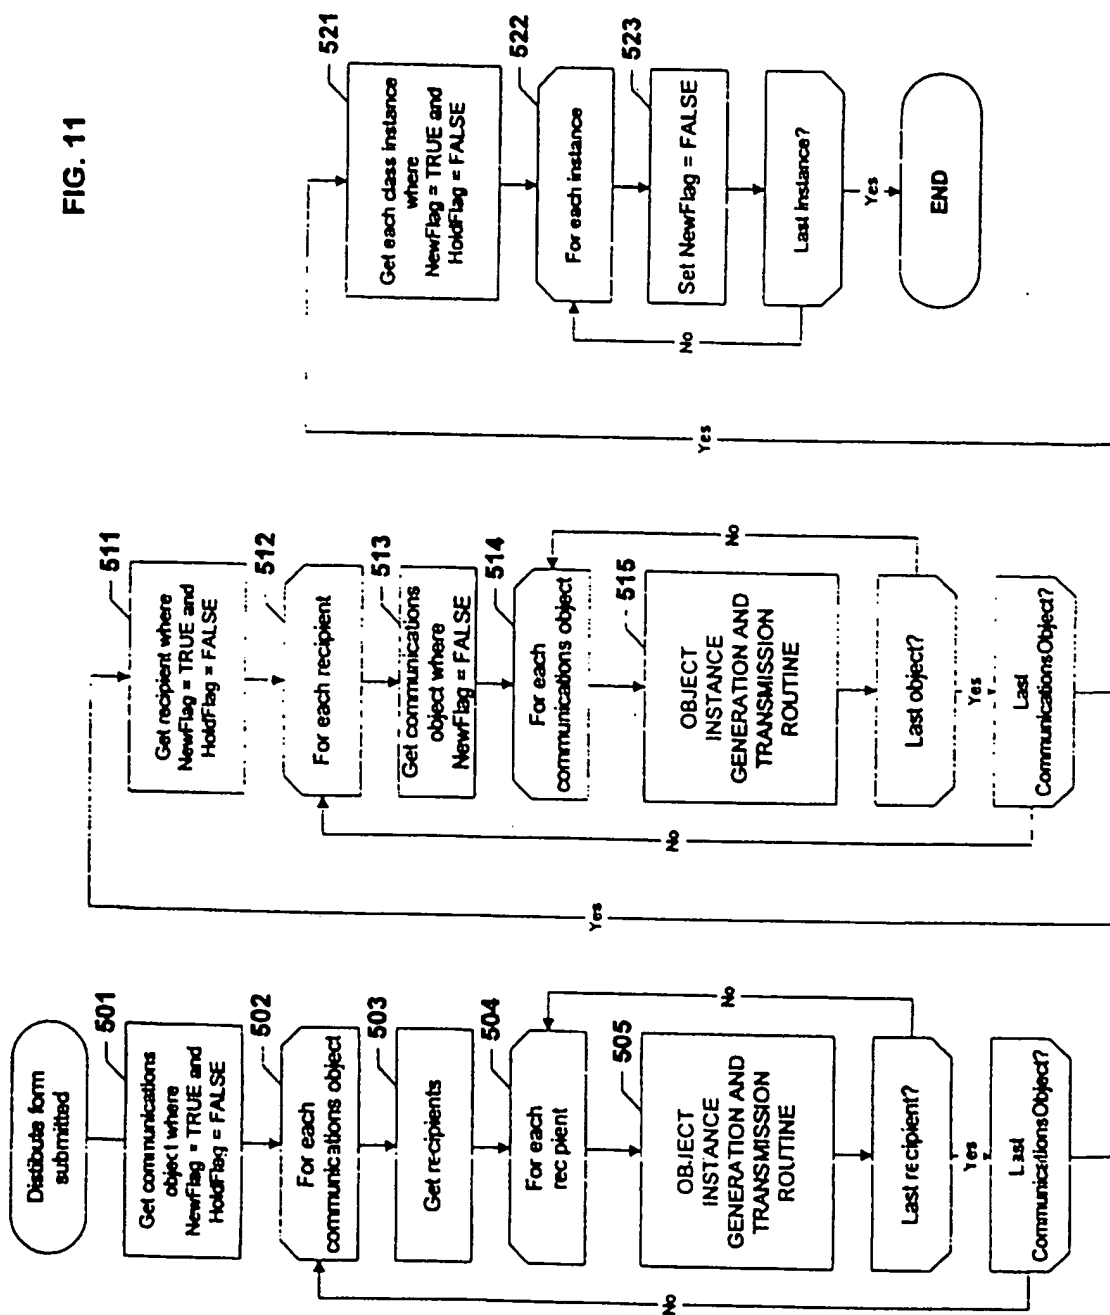 FIG. 11
Distibute form
submitted
501
Get communications
object where
NewFlag = TRUE and
HoldFlag = FALSE
502
For each
communications object
503
Get recipients
504
For each
rec pient
505
OBJECT
INSTANCE
GENERATION AND
TRANSMISSION
ROUTINE
No
Last recipient?
Yes
Last
CommunicationsObject?
No
Yes
511
Get recipient where
NewFlag = TRUE and
HoldFlag = FALSE
512
For each recipient
513
Get communications
object where
NewFlag = FALSE
514
For each
communications object
515
OBJECT
INSTANCE
GENERATION AND
TRANSMISSION
ROUTINE
No
Last object?
Yes
Last
CommunicationsObject?
No
Yes
521
Get each class instance
where
NewFlag = TRUE and
HoldFlag = FALSE
522
For each instance
523
Set NewFlag = FALSE
Last instance?
No
Yes
END